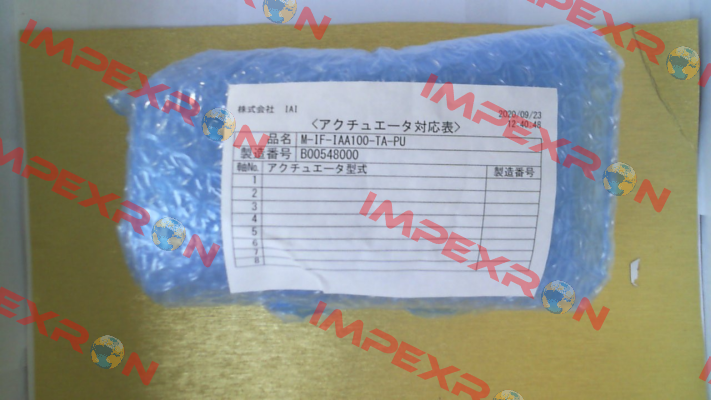 株式会社 IAI
2020/09/23
12:40:48
<アクチュエータ対応表>
品名 M-IF-IAA100-TA-PU
製造番号 B00548000
軸No. アクチュエータ型式 製造番号
1
2
3
4
5
6
7
8
IMPEXRON
IMPEXRON
IMPEXRON
IMPEXRON
IMPEXRON
IMPEXRON